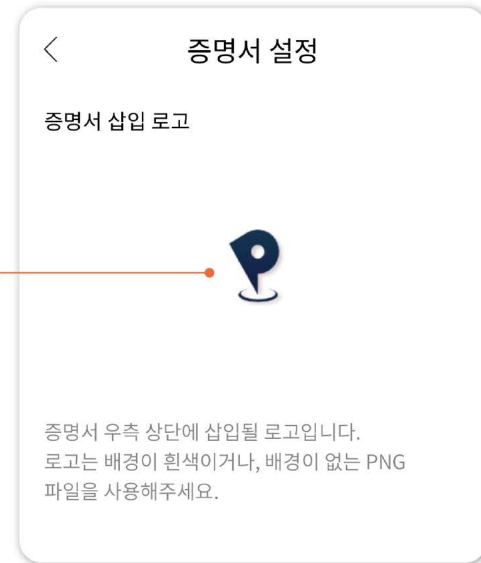 증명서 설정
증명서 삽입 로고
증명서 우측 상단에 삽입될 로고입니다.
로고는 배경이 흰색이거나, 배경이 없는 PNG
파일을 사용해주세요.